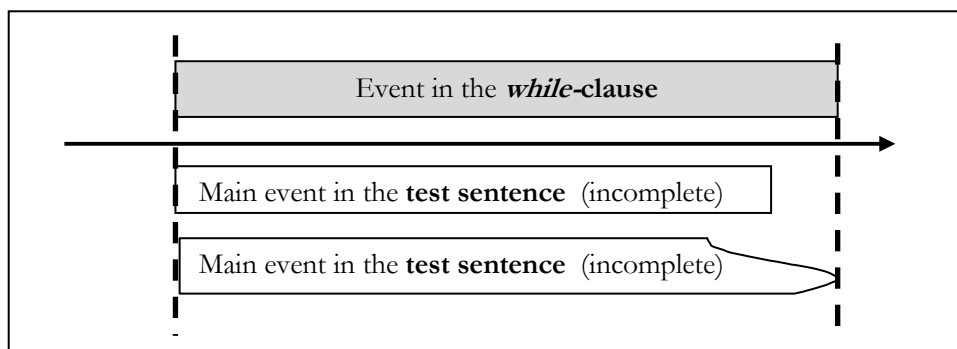 Event in the while-clause
Main event in the test sentence (incomplete)
Main event in the test sentence (incomplete)